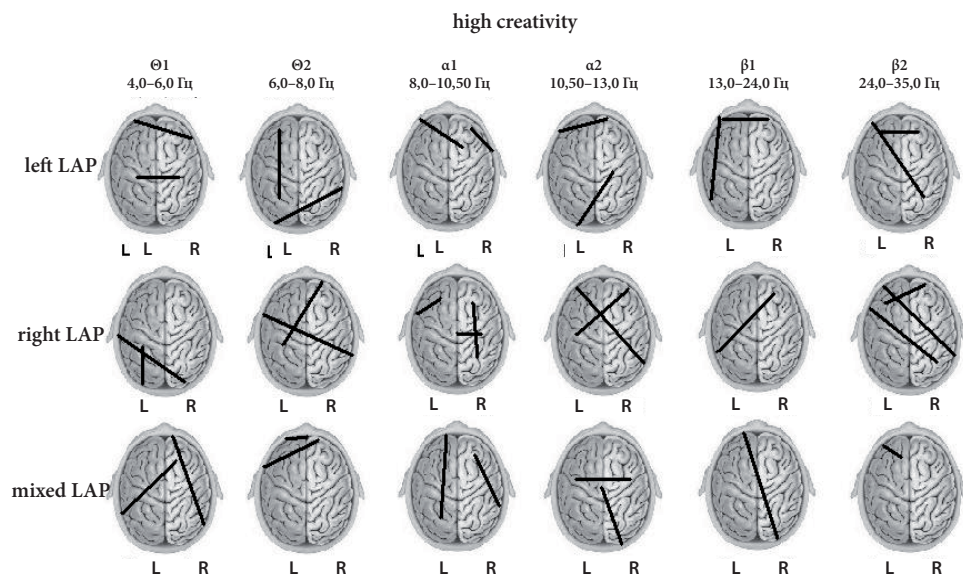 high creativity
Θ1 Θ2 α1 α2 β1 β2
4,0–6,0 Гц 6,0–8,0 Гц 8,0–10,50 Гц 10,50–13,0 Гц 13,0–24,0 Гц 24,0–35,0 Гц
left LAP
L L R L L R L L R L R L R L R
right LAP
L R L R L R L R L R L R
mixed LAP
L R L R L R L R L R L R